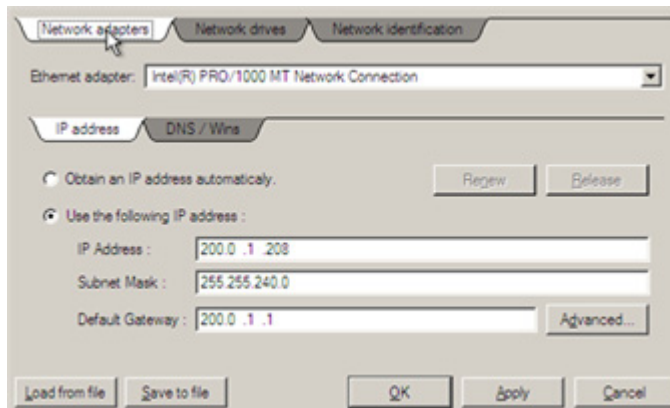 Network adapters Network drives Network identification
Ethernet adapter: Intel(R) PRO/1000 MT Network Connection
IP address DNS / Wins
Obtain an IP address automaticaly. Renew Release
Use the following IP address :
IP Address : 200.0 .1 .208
Subnet Mask : 255.255.240.0
Default Gateway : 200.0 .1 .1 Advanced...
Load from file Save to file OK Apply Cancel